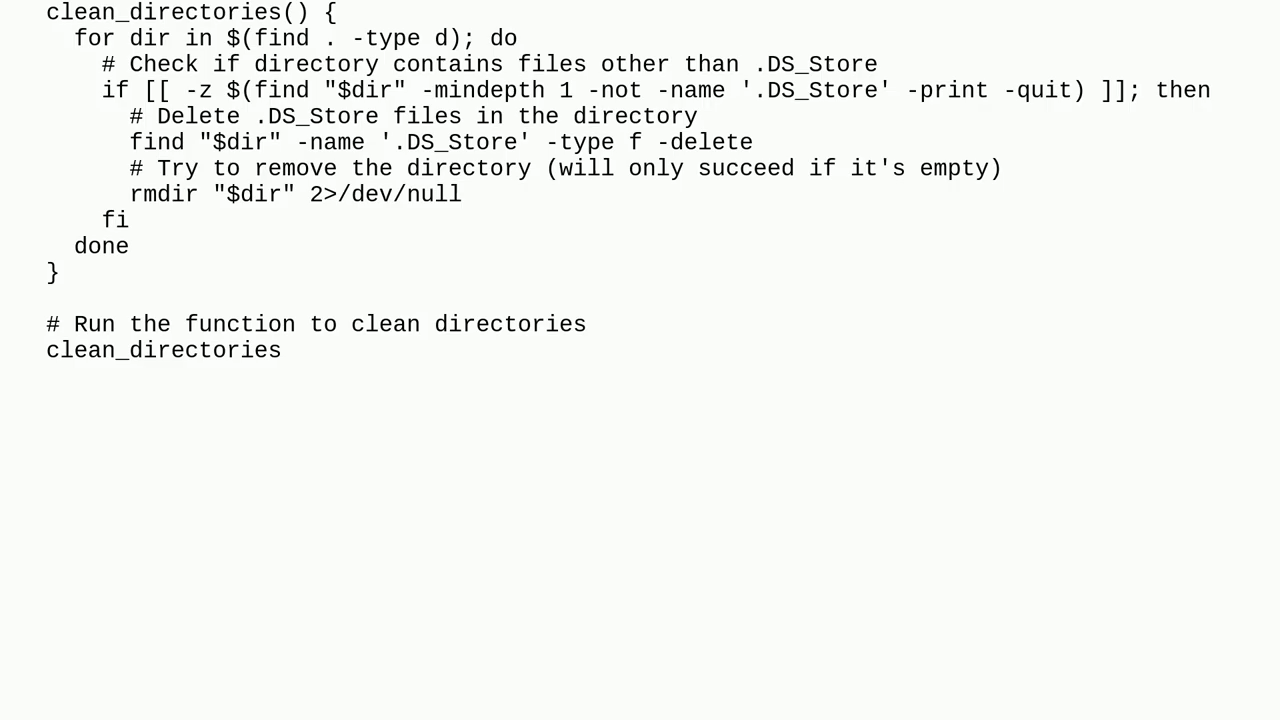 clean_directories() {
  for dir in $(find . -type d); do
    # Check if directory contains files other than .DS_Store
    if [[ -z $(find "$dir" -mindepth 1 -not -name '.DS_Store' -print -quit) ]]; then
      # Delete .DS_Store files in the directory
      find "$dir" -name '.DS_Store' -type f -delete
      # Try to remove the directory (will only succeed if it's empty)
      rmdir "$dir" 2>/dev/null
    fi
  done
}

# Run the function to clean directories
clean_directories